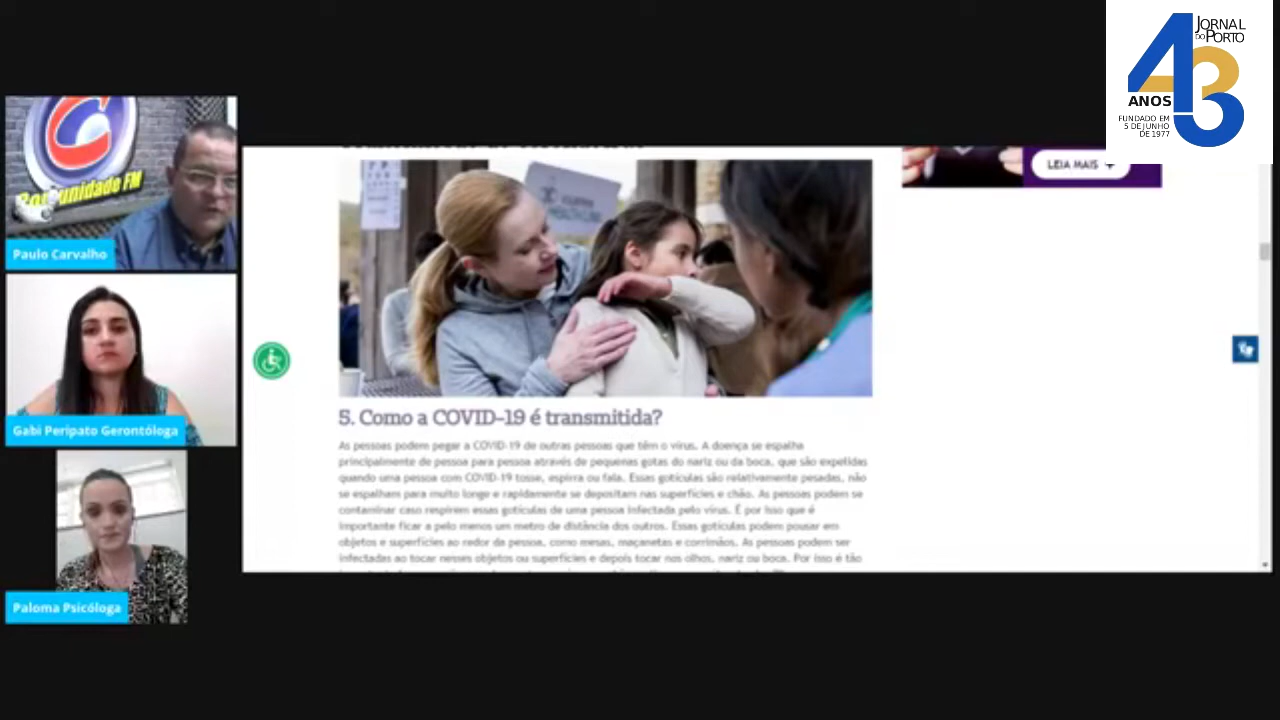 JORNAL
DO PORTO
43
ANOS
FUNDADO EM
5 DE JUNHO
DE 1977
Comunidade FM
Paulo Carvalho
Gabi Peripato Gerontóloga
Paloma Psicóloga
LEIA MAIS +
5. Como a COVID-19 é transmitida?
As pessoas podem pegar a COVID-19 de outras pessoas que têm o vírus. A doença se espalha
principalmente de pessoa para pessoa através de pequenas gotas do nariz ou da boca, que são expelidas
quando uma pessoa com COVID-19 tosse, espirra ou fala. Essas gotículas são relativamente pesadas, não
se espalham para muito longe e rapidamente se depositam nas superfícies e chão. As pessoas podem se
contaminar caso respirem essas gotículas de uma pessoa infectada pelo vírus. É por isso que é
importante ficar a pelo menos um metro de distância dos outros. Essas gotículas podem pousar em
objetos e superfícies ao redor da pessoa, como mesas, maçanetas e corrimãos. As pessoas podem ser
infectadas ao tocar nesses objetos ou superfícies e depois tocar nos olhos, nariz ou boca. Por isso é tão